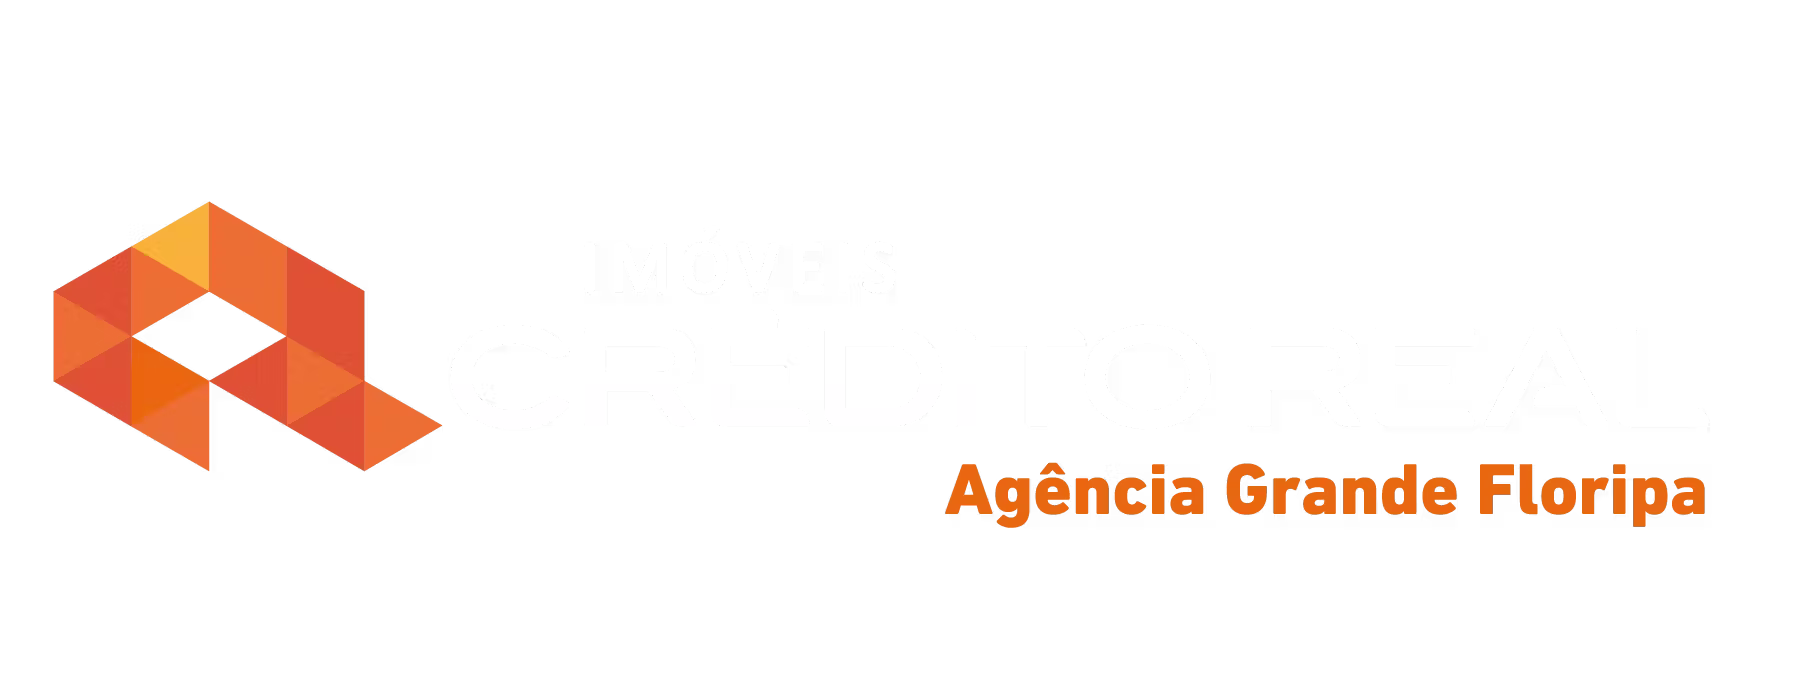 IMÓVEIS
CRÉDITO REAL
Agência Grande Floripa